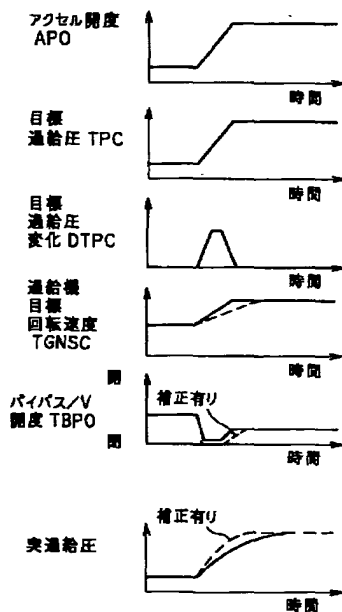 アクセル開度
APO
時間
目標
過給圧 TPC
時間
目標
過給圧
変化 DTPC
時間
過給機
目標
回転速度
TGNSC
時間
開
バイパス/V
開度 TBPO
閉
補正有り
時間
実過給圧
補正有り
時間